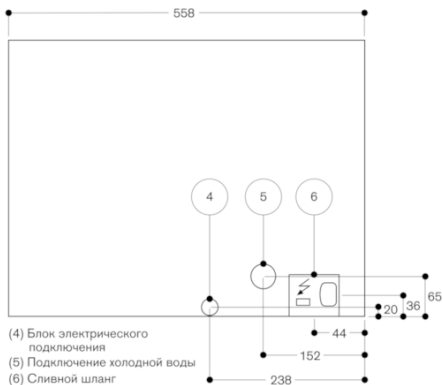 558
4
5
6
65
36
20
44
152
238
(4) Блок электрического
подключения
(5) Подключение холодной воды
(6) Сливной шланг